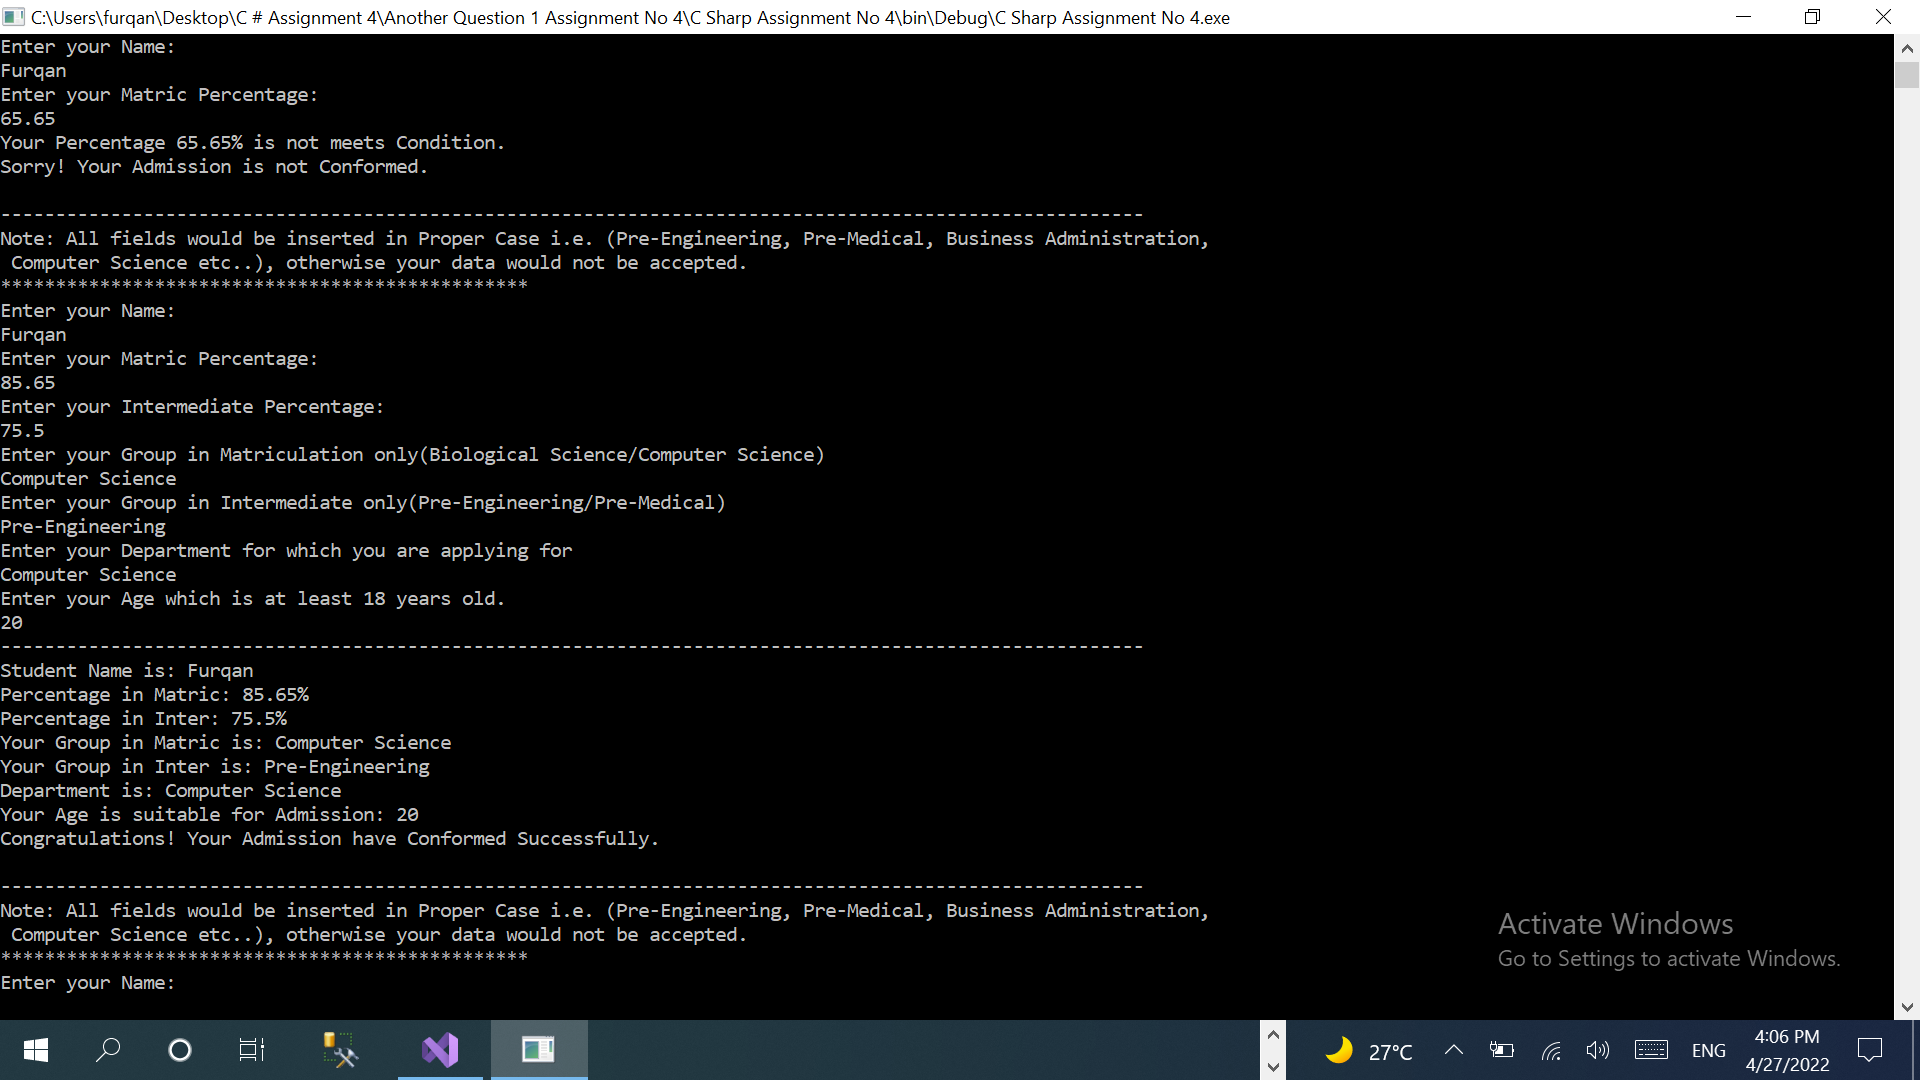 C:\Users\furqan\Desktop\C # Assignment 4\Another Question 1 Assignment No 4\C Sharp Assignment No 4\bin\Debug\C Sharp Assignment No 4.exe
Enter your Name:
Furqan
Enter your Matric Percentage:
65.65
Your Percentage 65.65% is not meets Condition.
Sorry! Your Admission is not Conformed.
--------------------------------------------------------------------------------------------------------
Note: All fields would be inserted in Proper Case i.e. (Pre-Engineering, Pre-Medical, Business Administration,
 Computer Science etc..), otherwise your data would not be accepted.
************************************************
Enter your Name:
Furqan
Enter your Matric Percentage:
85.65
Enter your Intermediate Percentage:
75.5
Enter your Group in Matriculation only(Biological Science/Computer Science)
Computer Science
Enter your Group in Intermediate only(Pre-Engineering/Pre-Medical)
Pre-Engineering
Enter your Department for which you are applying for
Computer Science
Enter your Age which is at least 18 years old.
20
--------------------------------------------------------------------------------------------------------
Student Name is: Furqan
Percentage in Matric: 85.65%
Percentage in Inter: 75.5%
Your Group in Matric is: Computer Science
Your Group in Inter is: Pre-Engineering
Department is: Computer Science
Your Age is suitable for Admission: 20
Congratulations! Your Admission have Conformed Successfully.
--------------------------------------------------------------------------------------------------------
Note: All fields would be inserted in Proper Case i.e. (Pre-Engineering, Pre-Medical, Business Administration,
 Computer Science etc..), otherwise your data would not be accepted.
************************************************
Enter your Name:
Activate Windows
Go to Settings to activate Windows.
27°C
ENG
4:06 PM
4/27/2022